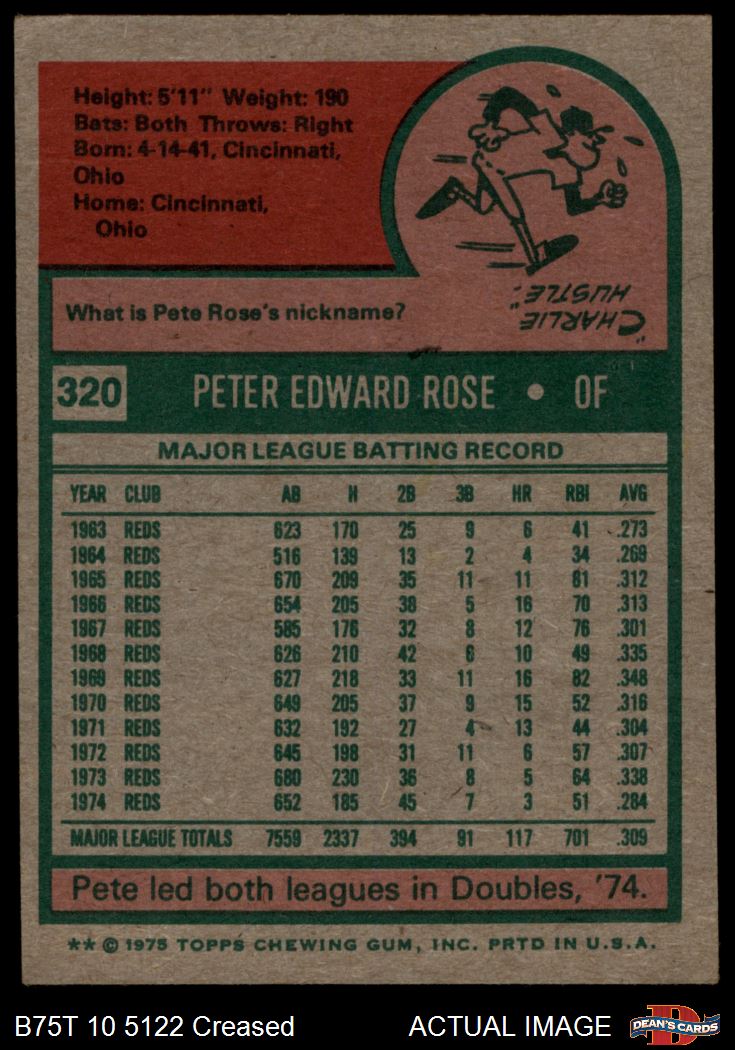 Height: 5'11" Weight: 190
Bats: Both Throws: Right
Born: 4-14-41, Cincinnati,
Ohio
Home: Cincinnati,
Ohio
What is Pete Rose's nickname?
"CHARLIE
HUSTLE".
320 PETER EDWARD ROSE • OF
MAJOR LEAGUE BATTING RECORD
YEAR CLUB AB H 2B 3B HR RBI AVG
1963 REDS 623 170 25 9 6 41 .273
1964 REDS 516 139 13 2 4 34 .269
1965 REDS 670 209 35 11 11 81 .312
1966 REDS 654 205 38 5 16 70 .313
1967 REDS 585 176 32 8 12 76 .301
1968 REDS 626 210 42 6 10 49 .335
1969 REDS 627 218 33 11 16 82 .348
1970 REDS 649 205 37 9 15 52 .316
1971 REDS 632 192 27 4 13 44 .304
1972 REDS 645 198 31 11 6 57 .307
1973 REDS 680 230 36 8 5 64 .338
1974 REDS 652 185 45 7 3 51 .284
MAJOR LEAGUE TOTALS 7559 2337 394 91 117 701 .309
Pete led both leagues in Doubles, '74.
** © 1975 TOPPS CHEWING GUM, INC. PRTD IN U.S.A.
B75T 10 5122 Creased ACTUAL IMAGE DEAN'S CARDS